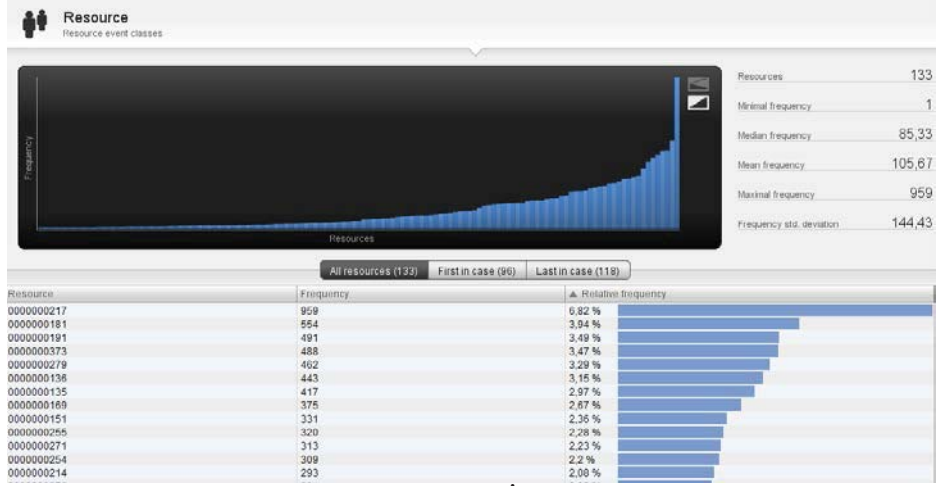 Resource
Resource event classes
Frequency
Resources
Resources 133
Minimal frequency 1
Median frequency 85,33
Mean frequency 105,67
Maximal frequency 959
Frequency std. deviation 144,43
All resources (133) First in case (96) Last in case (118)
Resource Frequency ▲ Relative frequency
0000000217 959 6,82 %
0000000181 554 3,94 %
0000000191 491 3,49 %
0000000373 488 3,47 %
0000000279 462 3,29 %
0000000136 443 3,15 %
0000000135 417 2,97 %
0000000169 375 2,67 %
0000000151 331 2,36 %
0000000255 320 2,28 %
0000000271 313 2,23 %
0000000254 309 2,2 %
0000000214 293 2,08 %